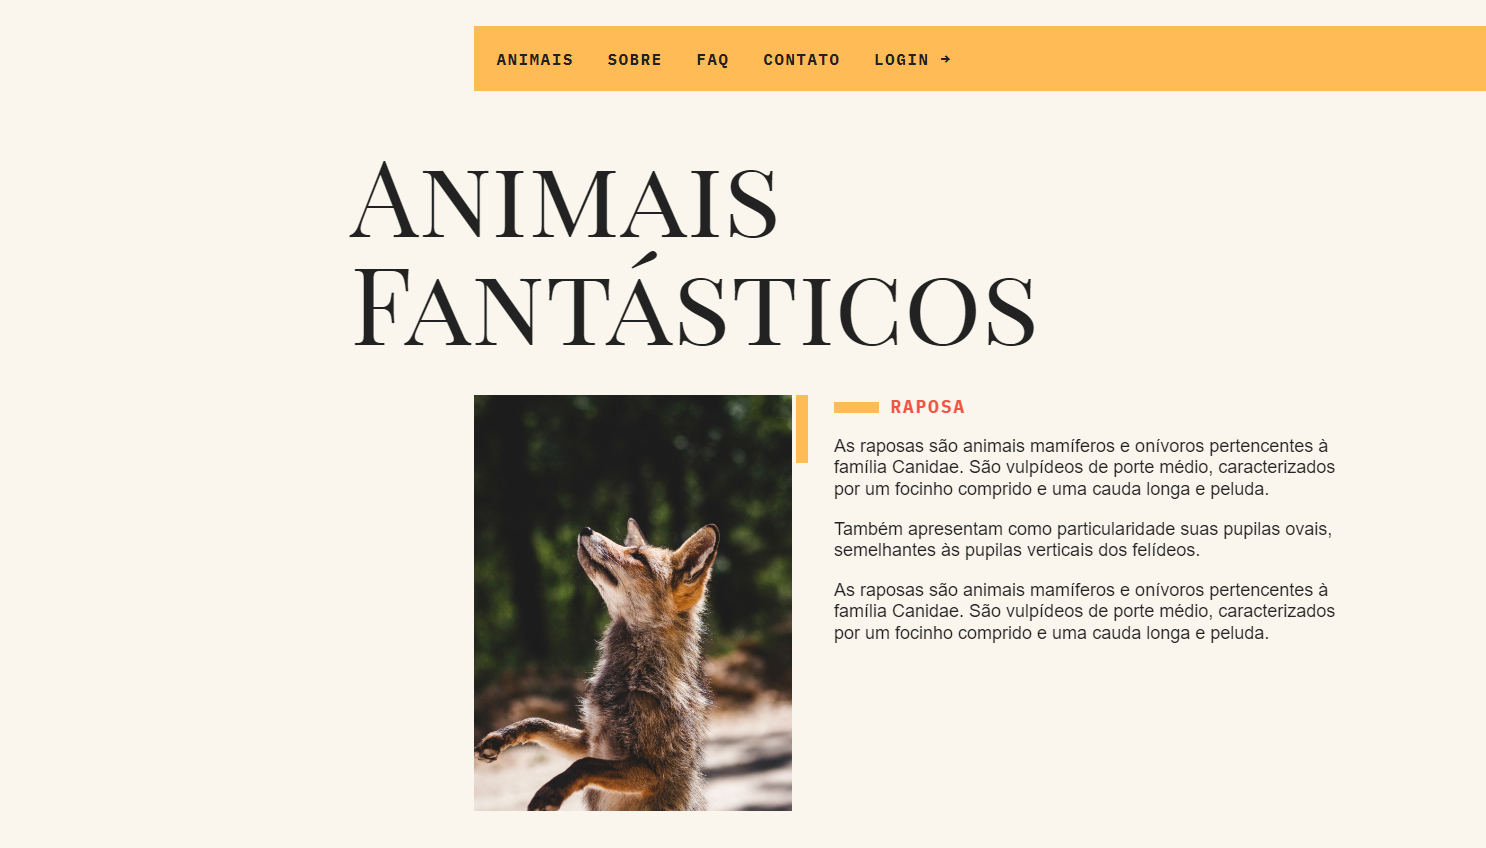 ANIMAIS SOBRE FAQ CONTATO LOGIN →
ANIMAIS
FANTÁSTICOS
RAPOSA
As raposas são animais mamíferos e onívoros pertencentes à
família Canidae. São vulpídeos de porte médio, caracterizados
por um focinho comprido e uma cauda longa e peluda.
Também apresentam como particularidade suas pupilas ovais,
semelhantes às pupilas verticais dos felídeos.
As raposas são animais mamíferos e onívoros pertencentes à
família Canidae. São vulpídeos de porte médio, caracterizados
por um focinho comprido e uma cauda longa e peluda.